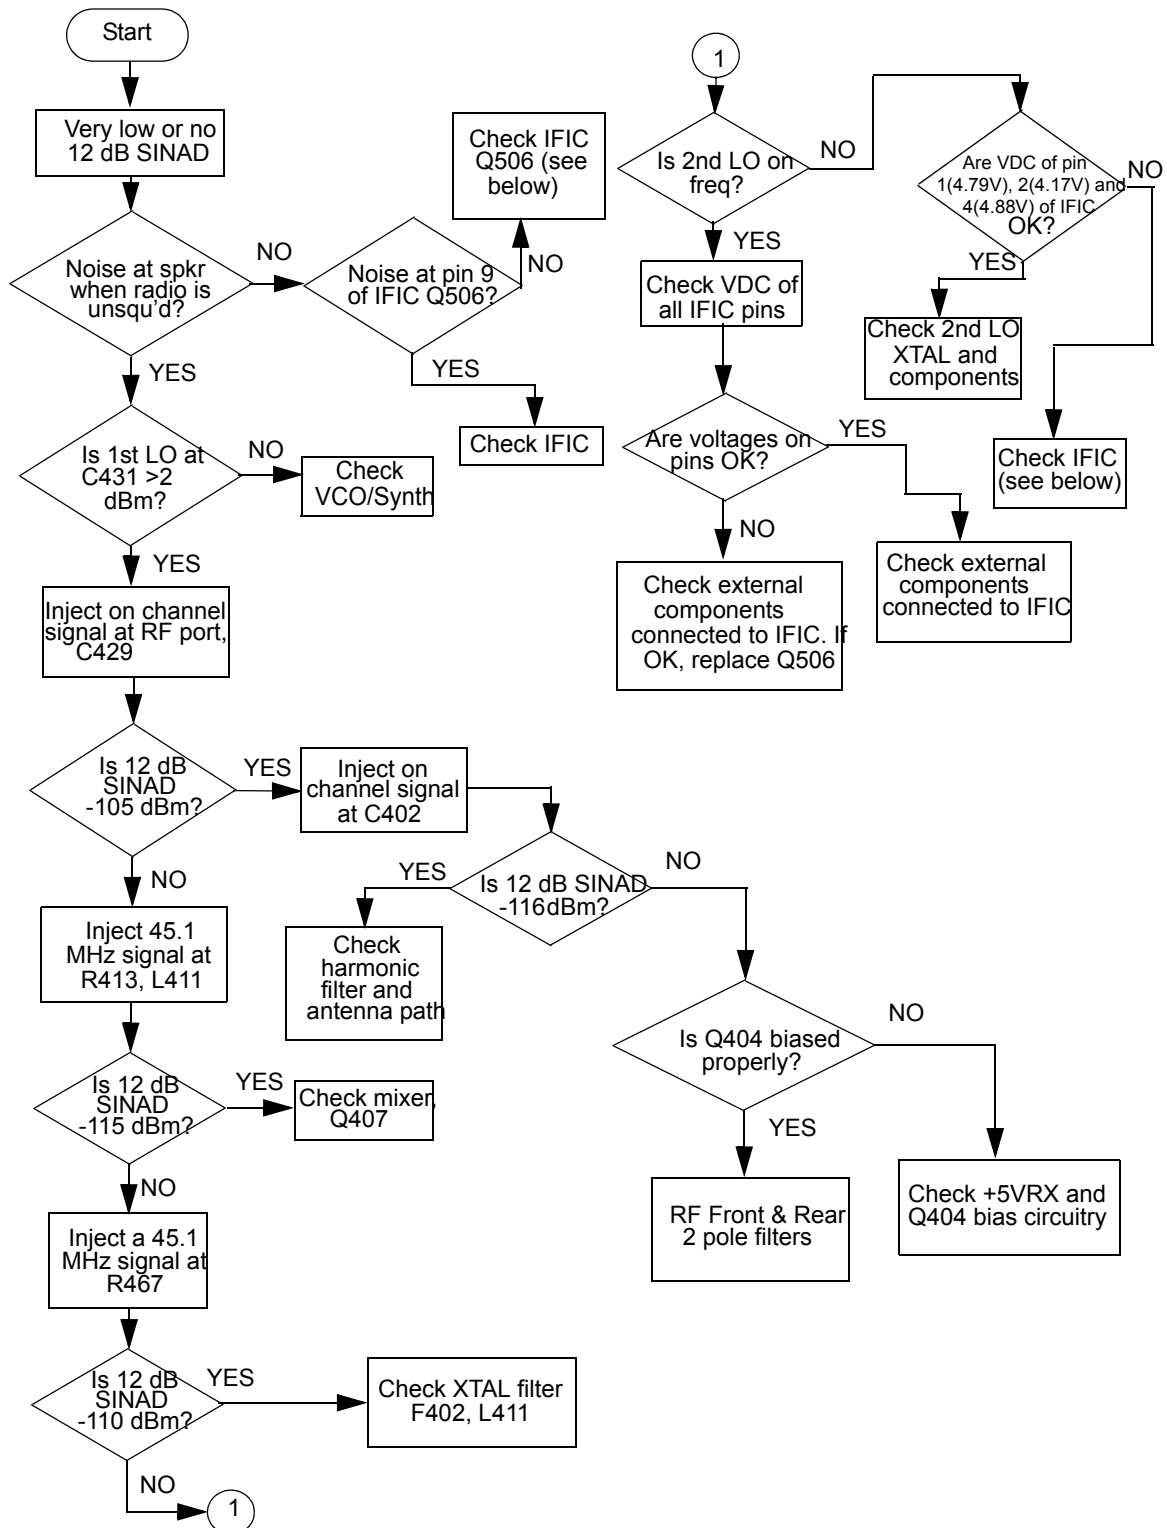 Start
Very low or no
12 dB SINAD
Noise at spkr
when radio is
unsqu'd?
NO
YES
Noise at pin 9
of IFIC Q506?
NO
YES
Check IFIC
Q506 (see
below)
Check IFIC
Is 1st LO at
C431 >2
dBm?
NO
YES
Check
VCO/Synth
Inject on channel
signal at RF port,
C429
Is 12 dB
SINAD
-105 dBm?
YES
NO
Inject on
channel signal
at C402
Is 12 dB SINAD
-116dBm?
YES
NO
Check
harmonic
filter and
antenna path
Is Q404 biased
properly?
NO
YES
RF Front & Rear
2 pole filters
Check +5VRX and
Q404 bias circuitry
Inject 45.1
MHz signal at
R413, L411
Is 12 dB
SINAD
-115 dBm?
YES
NO
Check mixer,
Q407
Inject a 45.1
MHz signal at
R467
Is 12 dB
SINAD
-110 dBm?
YES
NO
Check XTAL filter
F402, L411
1
1
Is 2nd LO on
freq?
NO
YES
Are VDC of pin
1(4.79V), 2(4.17V) and
4(4.88V) of IFIC
OK?
NO
YES
Check 2nd LO
XTAL and
components
Check IFIC
(see below)
Check VDC of
all IFIC pins
Are voltages on
pins OK?
YES
NO
Check external
components
connected to IFIC
Check external
components
connected to IFIC. If
OK, replace Q506